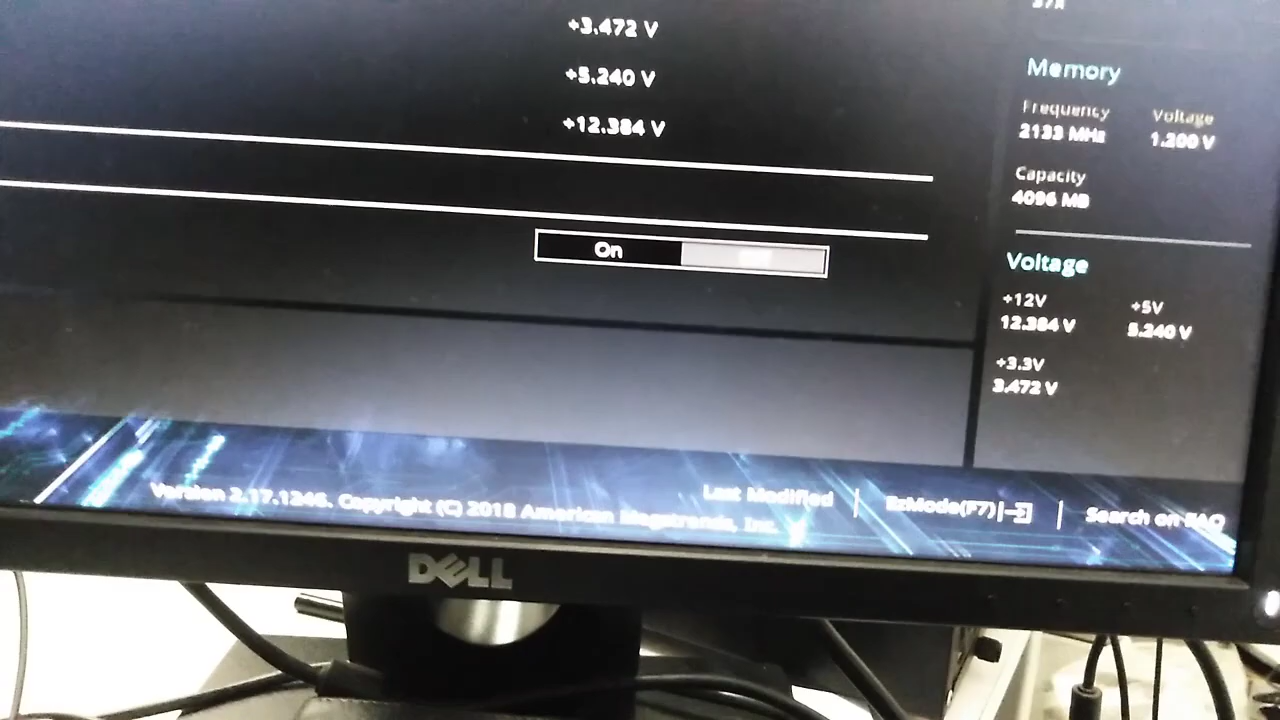 +3.472 V
+5.240 V
+12.384 V
On
Memory
Frequency Voltage
2133 MHz 1.200 V
Capacity
4096 MB
Voltage
+12V +5V
12.384 V 5.240 V
+3.3V
3.472 V
Version 2.17.1246. Copyright (C) 2018 American Megatrends, Inc.
Last Modified
EzMode(F7)
Search on FAQ
DELL